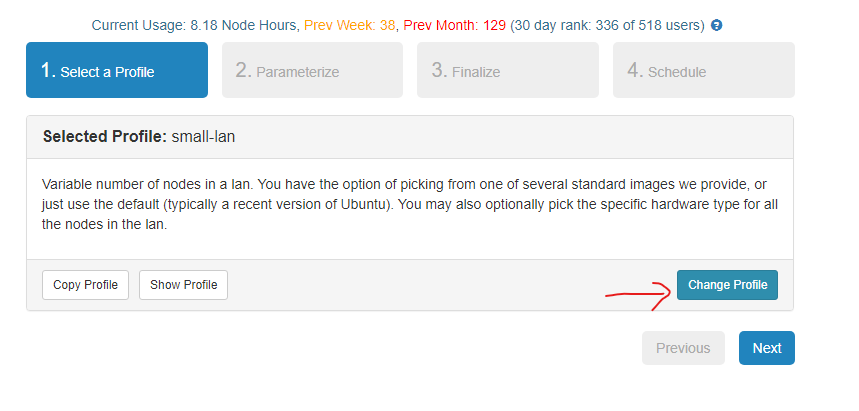 Current Usage: 8.18 Node Hours, Prev Week: 38, Prev Month: 129 (30 day rank: 336 of 518 users) ?
1. Select a Profile
2. Parameterize
3. Finalize
4. Schedule
Selected Profile: small-lan
Variable number of nodes in a lan. You have the option of picking from one of several standard images we provide, or
just use the default (typically a recent version of Ubuntu). You may also optionally pick the specific hardware type for all
the nodes in the lan.
Copy Profile
Show Profile
Change Profile
Previous
Next